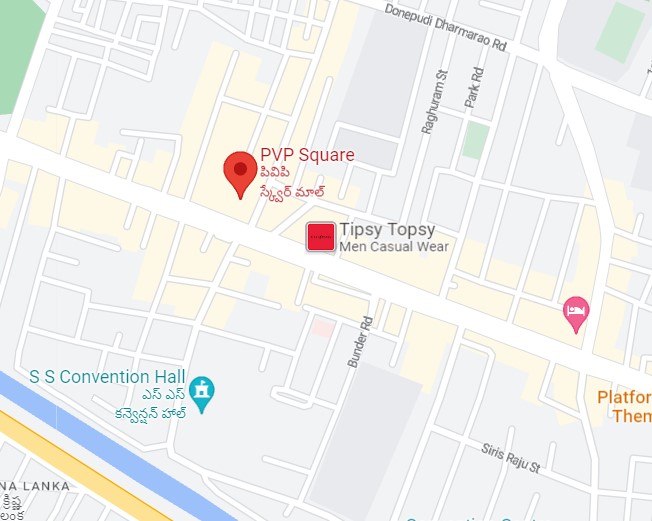 Donepudi Dharmarao Rd
Raghuram St
Park Rd
PVP Square
పివిపి
స్క్వేర్ మాల్
Tipsy Topsy
Men Casual Wear
Bunder Rd
S S Convention Hall
ఎస్ ఎస్
కన్వెన్షన్ హాల్
Platfor
Them
Siris Raju St
NA LANKA
క్రిష్ణ
లంక